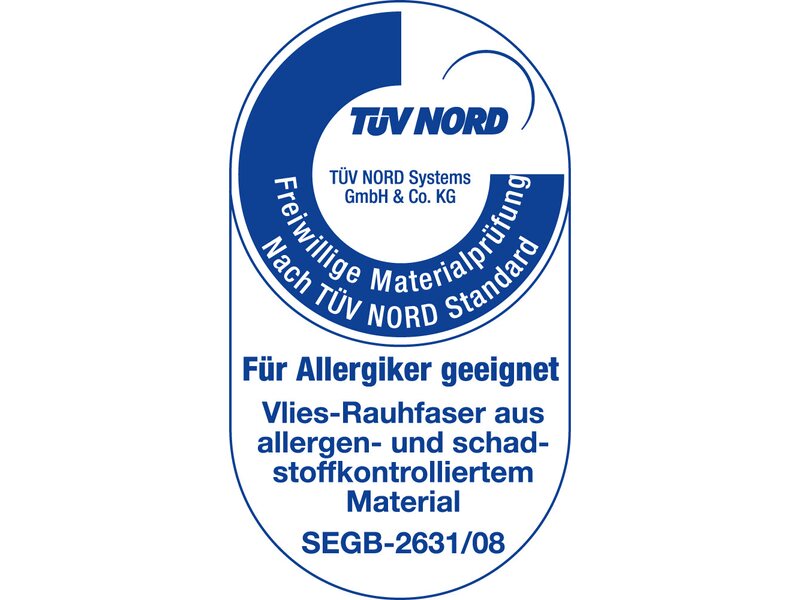 TÜV NORD
TÜV NORD Systems
GmbH & Co. KG
Freiwillige Materialprüfung
Nach TÜV NORD Standard
Für Allergiker geeignet
Vlies-Rauhfaser aus
allergen- und schad-
stoffkontrolliertem
Material
SEGB-2631/08